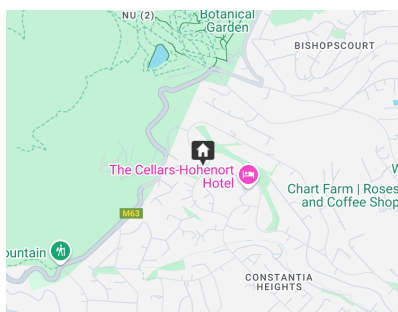 NU (2)
Botanical
Garden
BISHOPSCOURT
The Cellars-Hohenort
Hotel
W
Chart Farm | Roses
and Coffee Shop
M63
ountain
CONSTANTIA
HEIGHTS